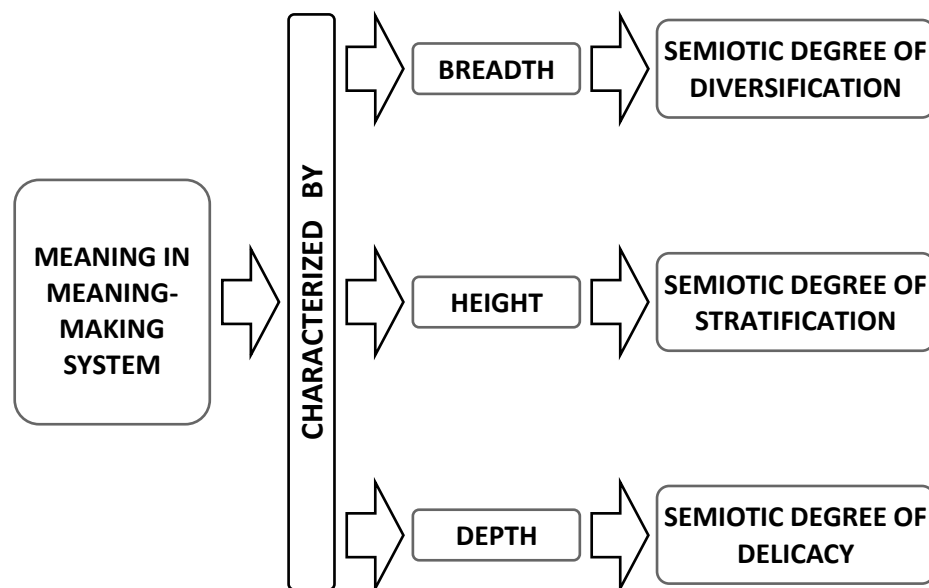 MEANING IN
MEANING-
MAKING
SYSTEM
CHARACTERIZED BY
BREADTH
SEMIOTIC DEGREE OF
DIVERSIFICATION
HEIGHT
SEMIOTIC DEGREE OF
STRATIFICATION
DEPTH
SEMIOTIC DEGREE OF
DELICACY